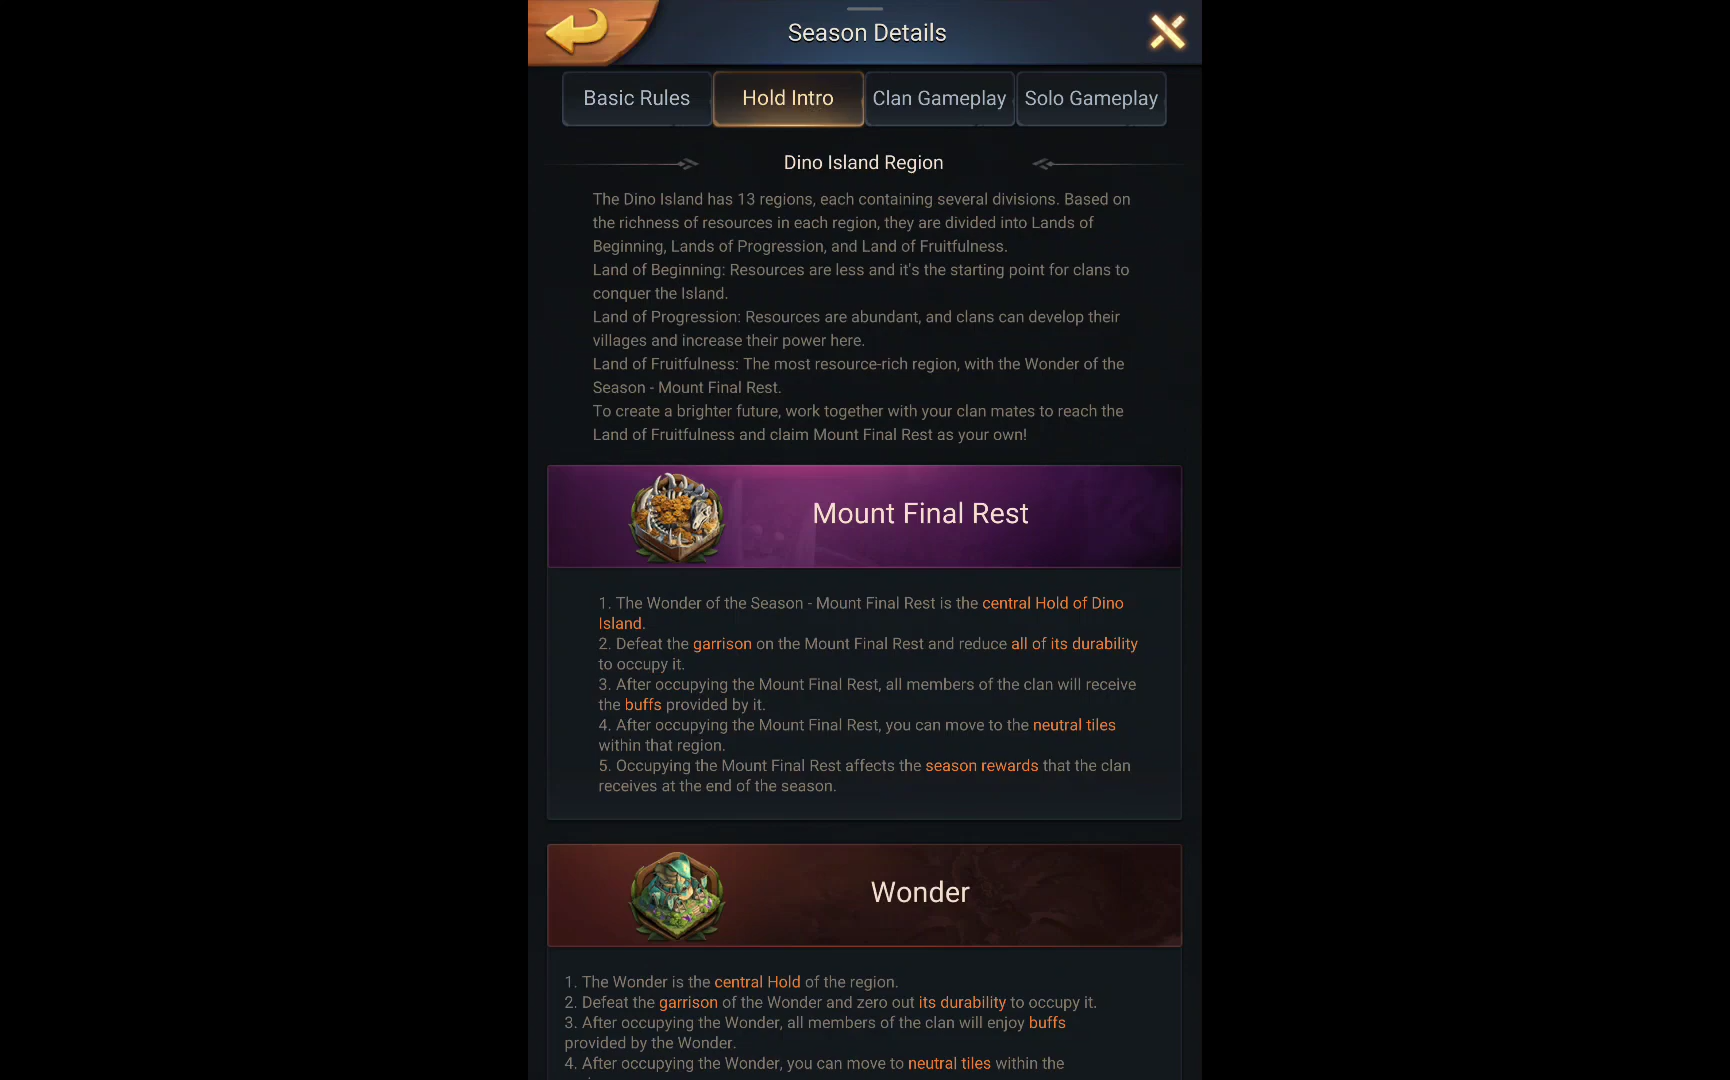 Season Details
Basic Rules
Hold Intro
Clan Gameplay
Solo Gameplay
Dino Island Region
The Dino Island has 13 regions, each containing several divisions. Based on
the richness of resources in each region, they are divided into Lands of
Beginning, Lands of Progression, and Land of Fruitfulness.
Land of Beginning: Resources are less and it's the starting point for clans to
conquer the Island.
Land of Progression: Resources are abundant, and clans can develop their
villages and increase their power here.
Land of Fruitfulness: The most resource-rich region, with the Wonder of the
Season - Mount Final Rest.
To create a brighter future, work together with your clan mates to reach the
Land of Fruitfulness and claim Mount Final Rest as your own!
Mount Final Rest
1. The Wonder of the Season - Mount Final Rest is the central Hold of Dino
Island.
2. Defeat the garrison on the Mount Final Rest and reduce all of its durability
to occupy it.
3. After occupying the Mount Final Rest, all members of the clan will receive
the buffs provided by it.
4. After occupying the Mount Final Rest, you can move to the neutral tiles
within that region.
5. Occupying the Mount Final Rest affects the season rewards that the clan
receives at the end of the season.
Wonder
1. The Wonder is the central Hold of the region.
2. Defeat the garrison of the Wonder and zero out its durability to occupy it.
3. After occupying the Wonder, all members of the clan will enjoy buffs
provided by the Wonder.
4. After occupying the Wonder, you can move to neutral tiles within the